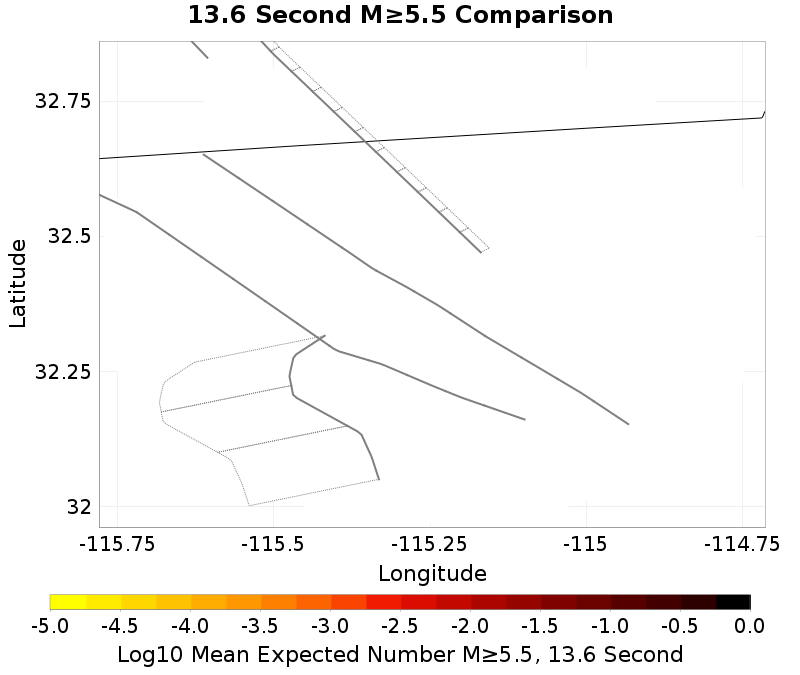 13.6 Second M≥5.5 Comparison
32.75
32.5
32.25
32
Latitude
-115.75 -115.5 -115.25 -115 -114.75
Longitude
-5.0 -4.5 -4.0 -3.5 -3.0 -2.5 -2.0 -1.5 -1.0 -0.5 0.0
Log10 Mean Expected Number M≥5.5, 13.6 Second